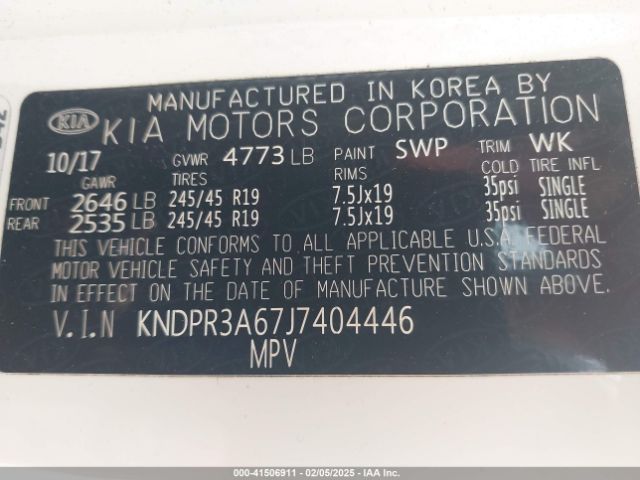 MANUFACTURED IN KOREA BY
KIA KIA MOTORS CORPORATION
10/17 GVWR 4773 LB PAINT SWP TRIM WK
GAWR TIRES RIMS COLD TIRE INFL
FRONT 2646 LB 245/45 R19 7.5Jx19 35psi SINGLE
REAR 2535 LB 245/45 R19 7.5Jx19 35psi SINGLE
THIS VEHICLE CONFORMS TO ALL APPLICABLE U.S.A. FEDERAL
MOTOR VEHICLE SAFETY AND THEFT PREVENTION STANDARDS
IN EFFECT ON THE DATE OF MANUFACTURE SHOWN ABOVE.
V.I.N KNDPR3A67J7404446
MPV
000-41506911 - 02/05/2025 - IAA Inc.